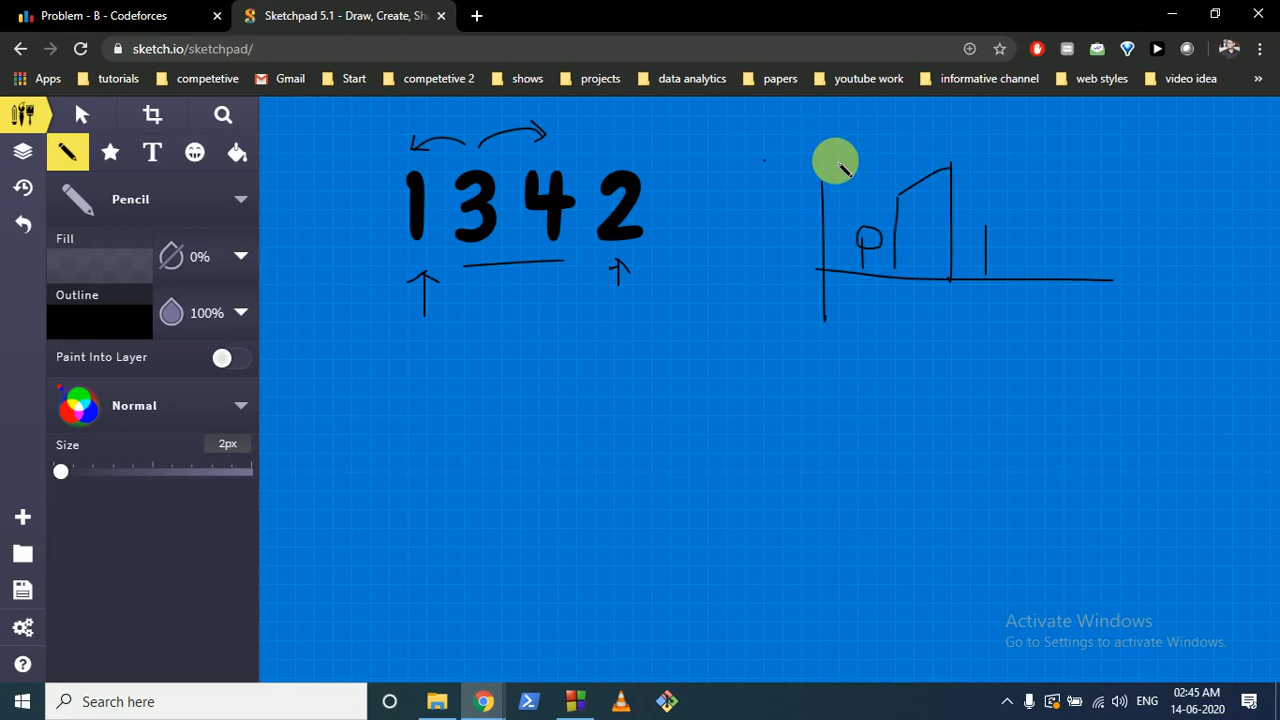 Problem - B - Codeforces
Sketchpad 5.1 - Draw, Create, Sha
sketch.io/sketchpad/
Apps tutorials competetive Gmail Start competetive 2 shows projects data analytics papers youtube work informative channel web styles video idea »
1 3 4 2
Pencil
Fill
0%
Outline
100%
Paint Into Layer
Normal
Size
2px
Activate Windows
Go to Settings to activate Windows.
Search here
ENG
02:45 AM
14-06-2020